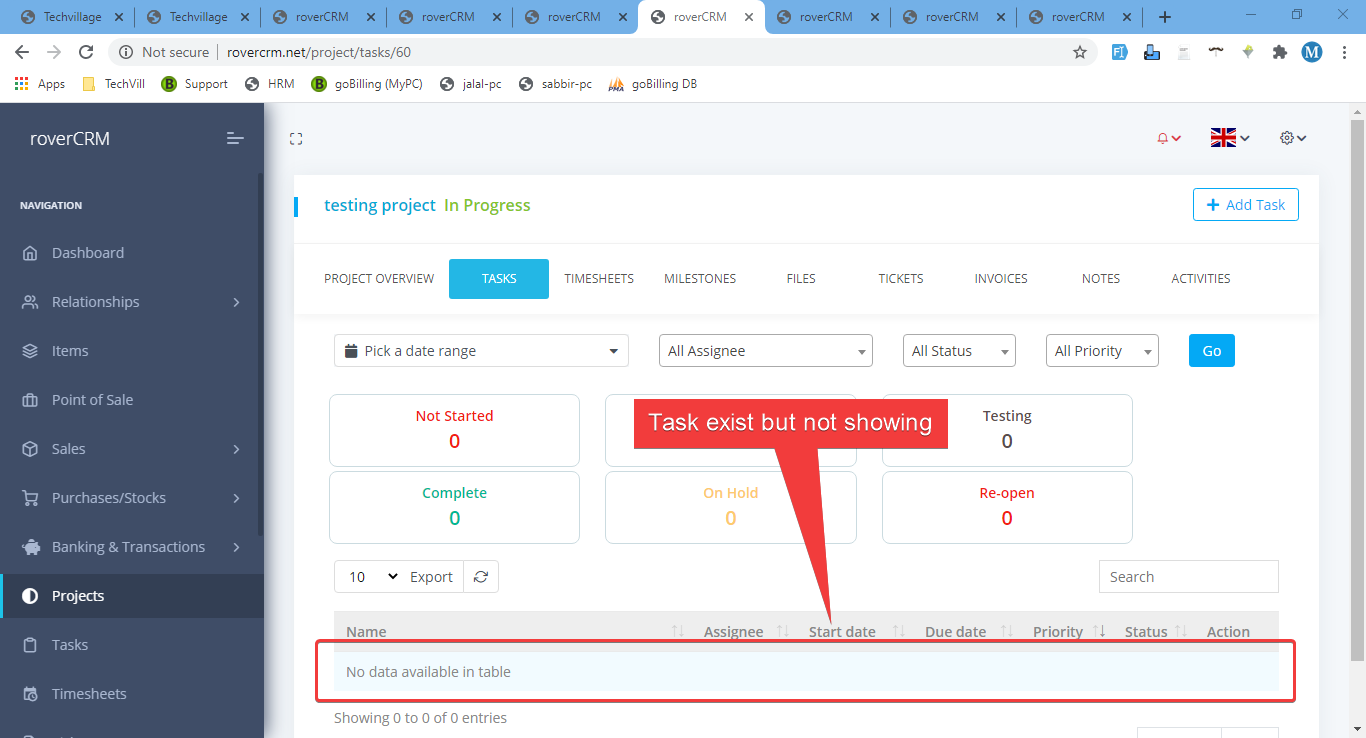 Techvillage Techvillage roverCRM roverCRM roverCRM roverCRM roverCRM roverCRM roverCRM
Not secure rovercrm.net/project/tasks/60 M
Apps TechVill Support HRM goBilling (MyPC) jalal-pc sabbir-pc goBilling DB
roverCRM
NAVIGATION
Dashboard
Relationships
Items
Point of Sale
Sales
Purchases/Stocks
Banking & Transactions
Projects
Tasks
Timesheets
testing project In Progress
Add Task
PROJECT OVERVIEW TASKS TIMESHEETS MILESTONES FILES TICKETS INVOICES NOTES ACTIVITIES
Pick a date range All Assignee All Status All Priority Go
Not Started
0
Task exist but not showing
Testing
0
Complete
0
On Hold
0
Re-open
0
10 Export Search
Name Assignee Start date Due date Priority Status Action
No data available in table
Showing 0 to 0 of 0 entries